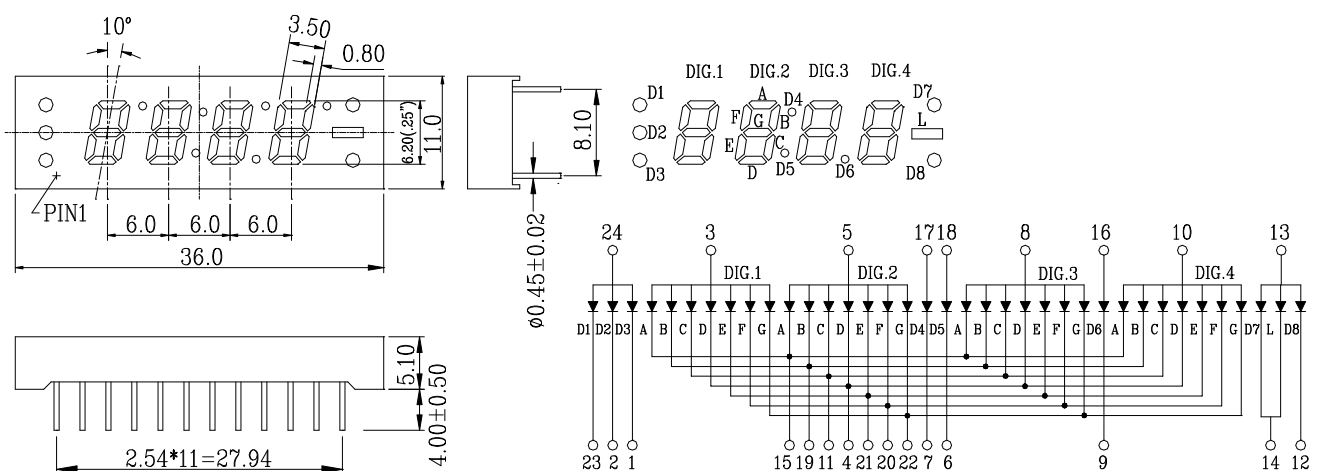 10°
3.50
0.80
6.20(.25")
11.0
PIN1
6.0 6.0 6.0
36.0
8.10
ø0.45±0.02
5.10
4.00±0.50
2.54*11=27.94
DIG.1 DIG.2 DIG.3 DIG.4
D1 A D4 D7
F G B L
D2
E C
D3 D D5 D6 D8
24 3 5 17 18 8 16 10 13
DIG.1 DIG.2 DIG.3 DIG.4
D1 D2 D3 A B C D E F G A B C D E F G D4 D5 A B C D E F G D6 A B C D E F G D7 L D8
23 2 1 15 19 11 4 21 20 22 7 6 9 14 12